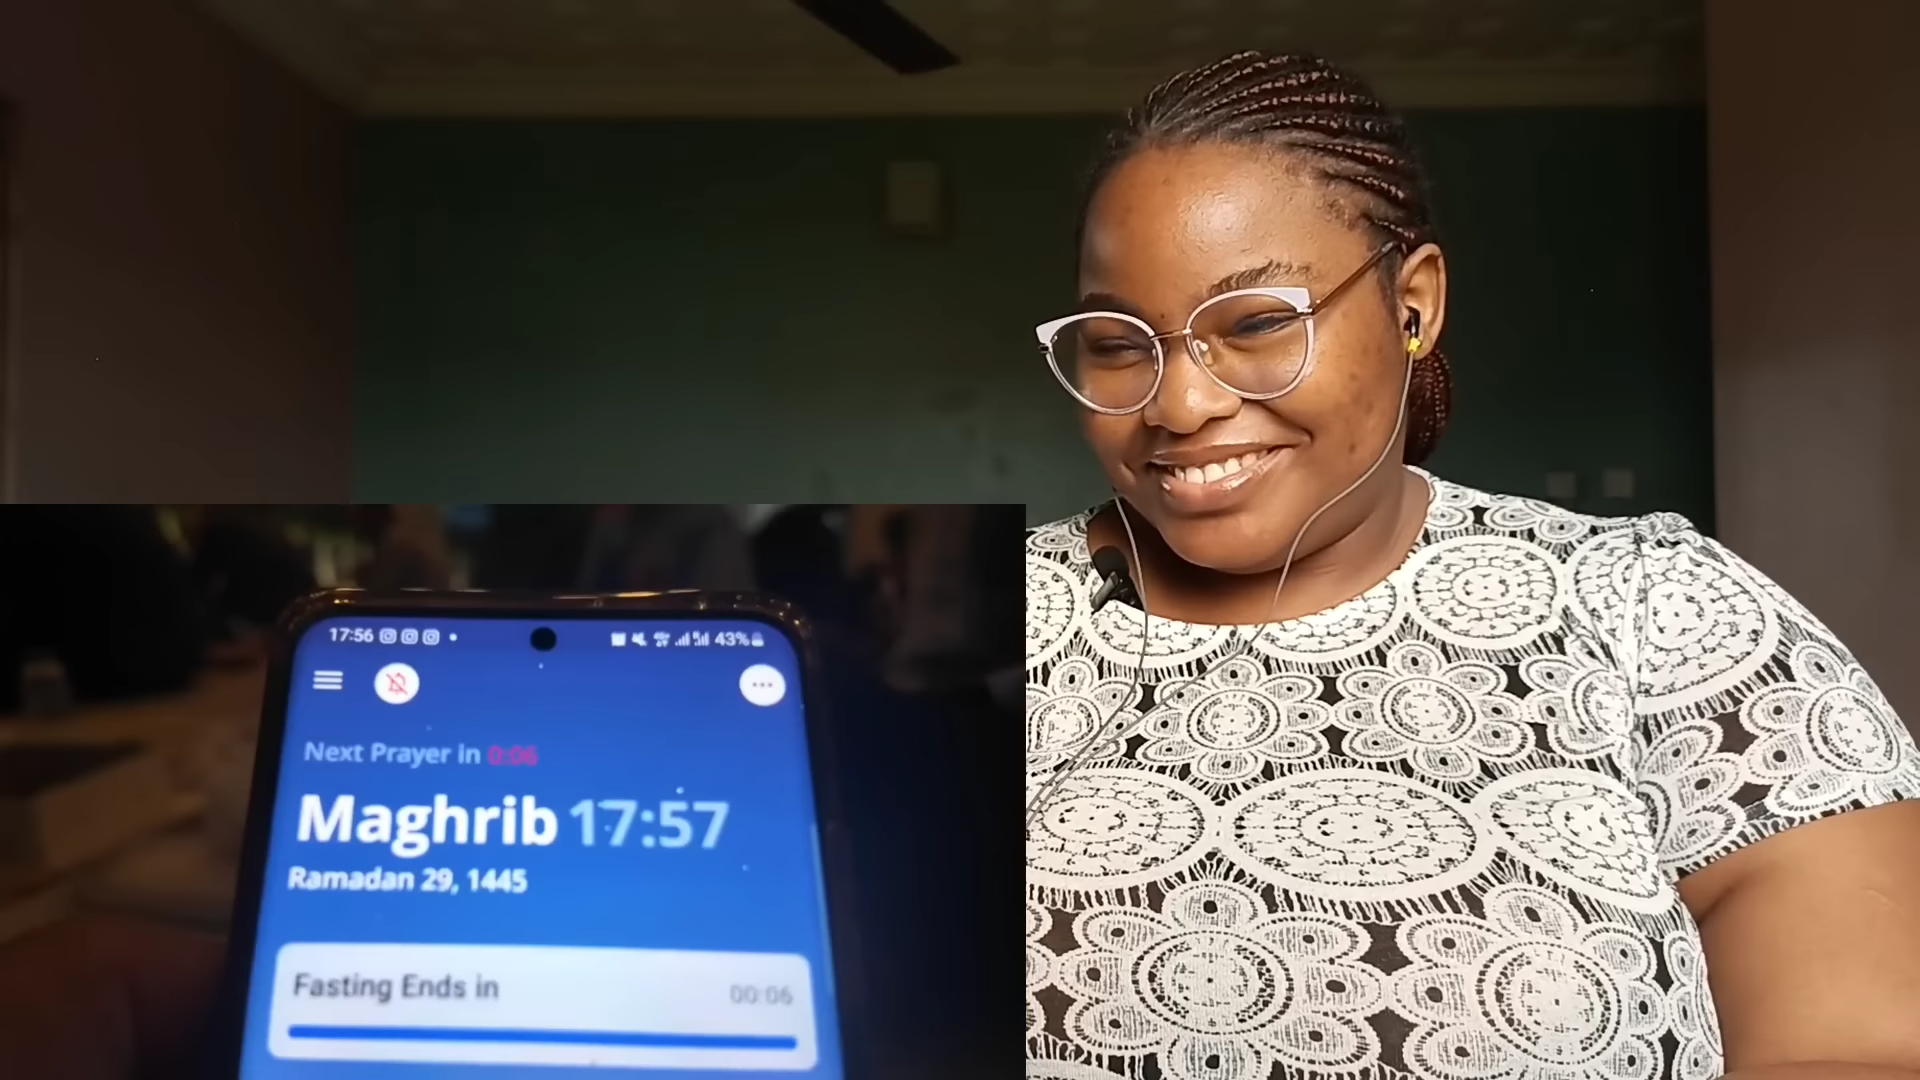 17:56 43%
Next Prayer in 0:06
Maghrib 17:57
Ramadan 29, 1445
Fasting Ends in 00:06